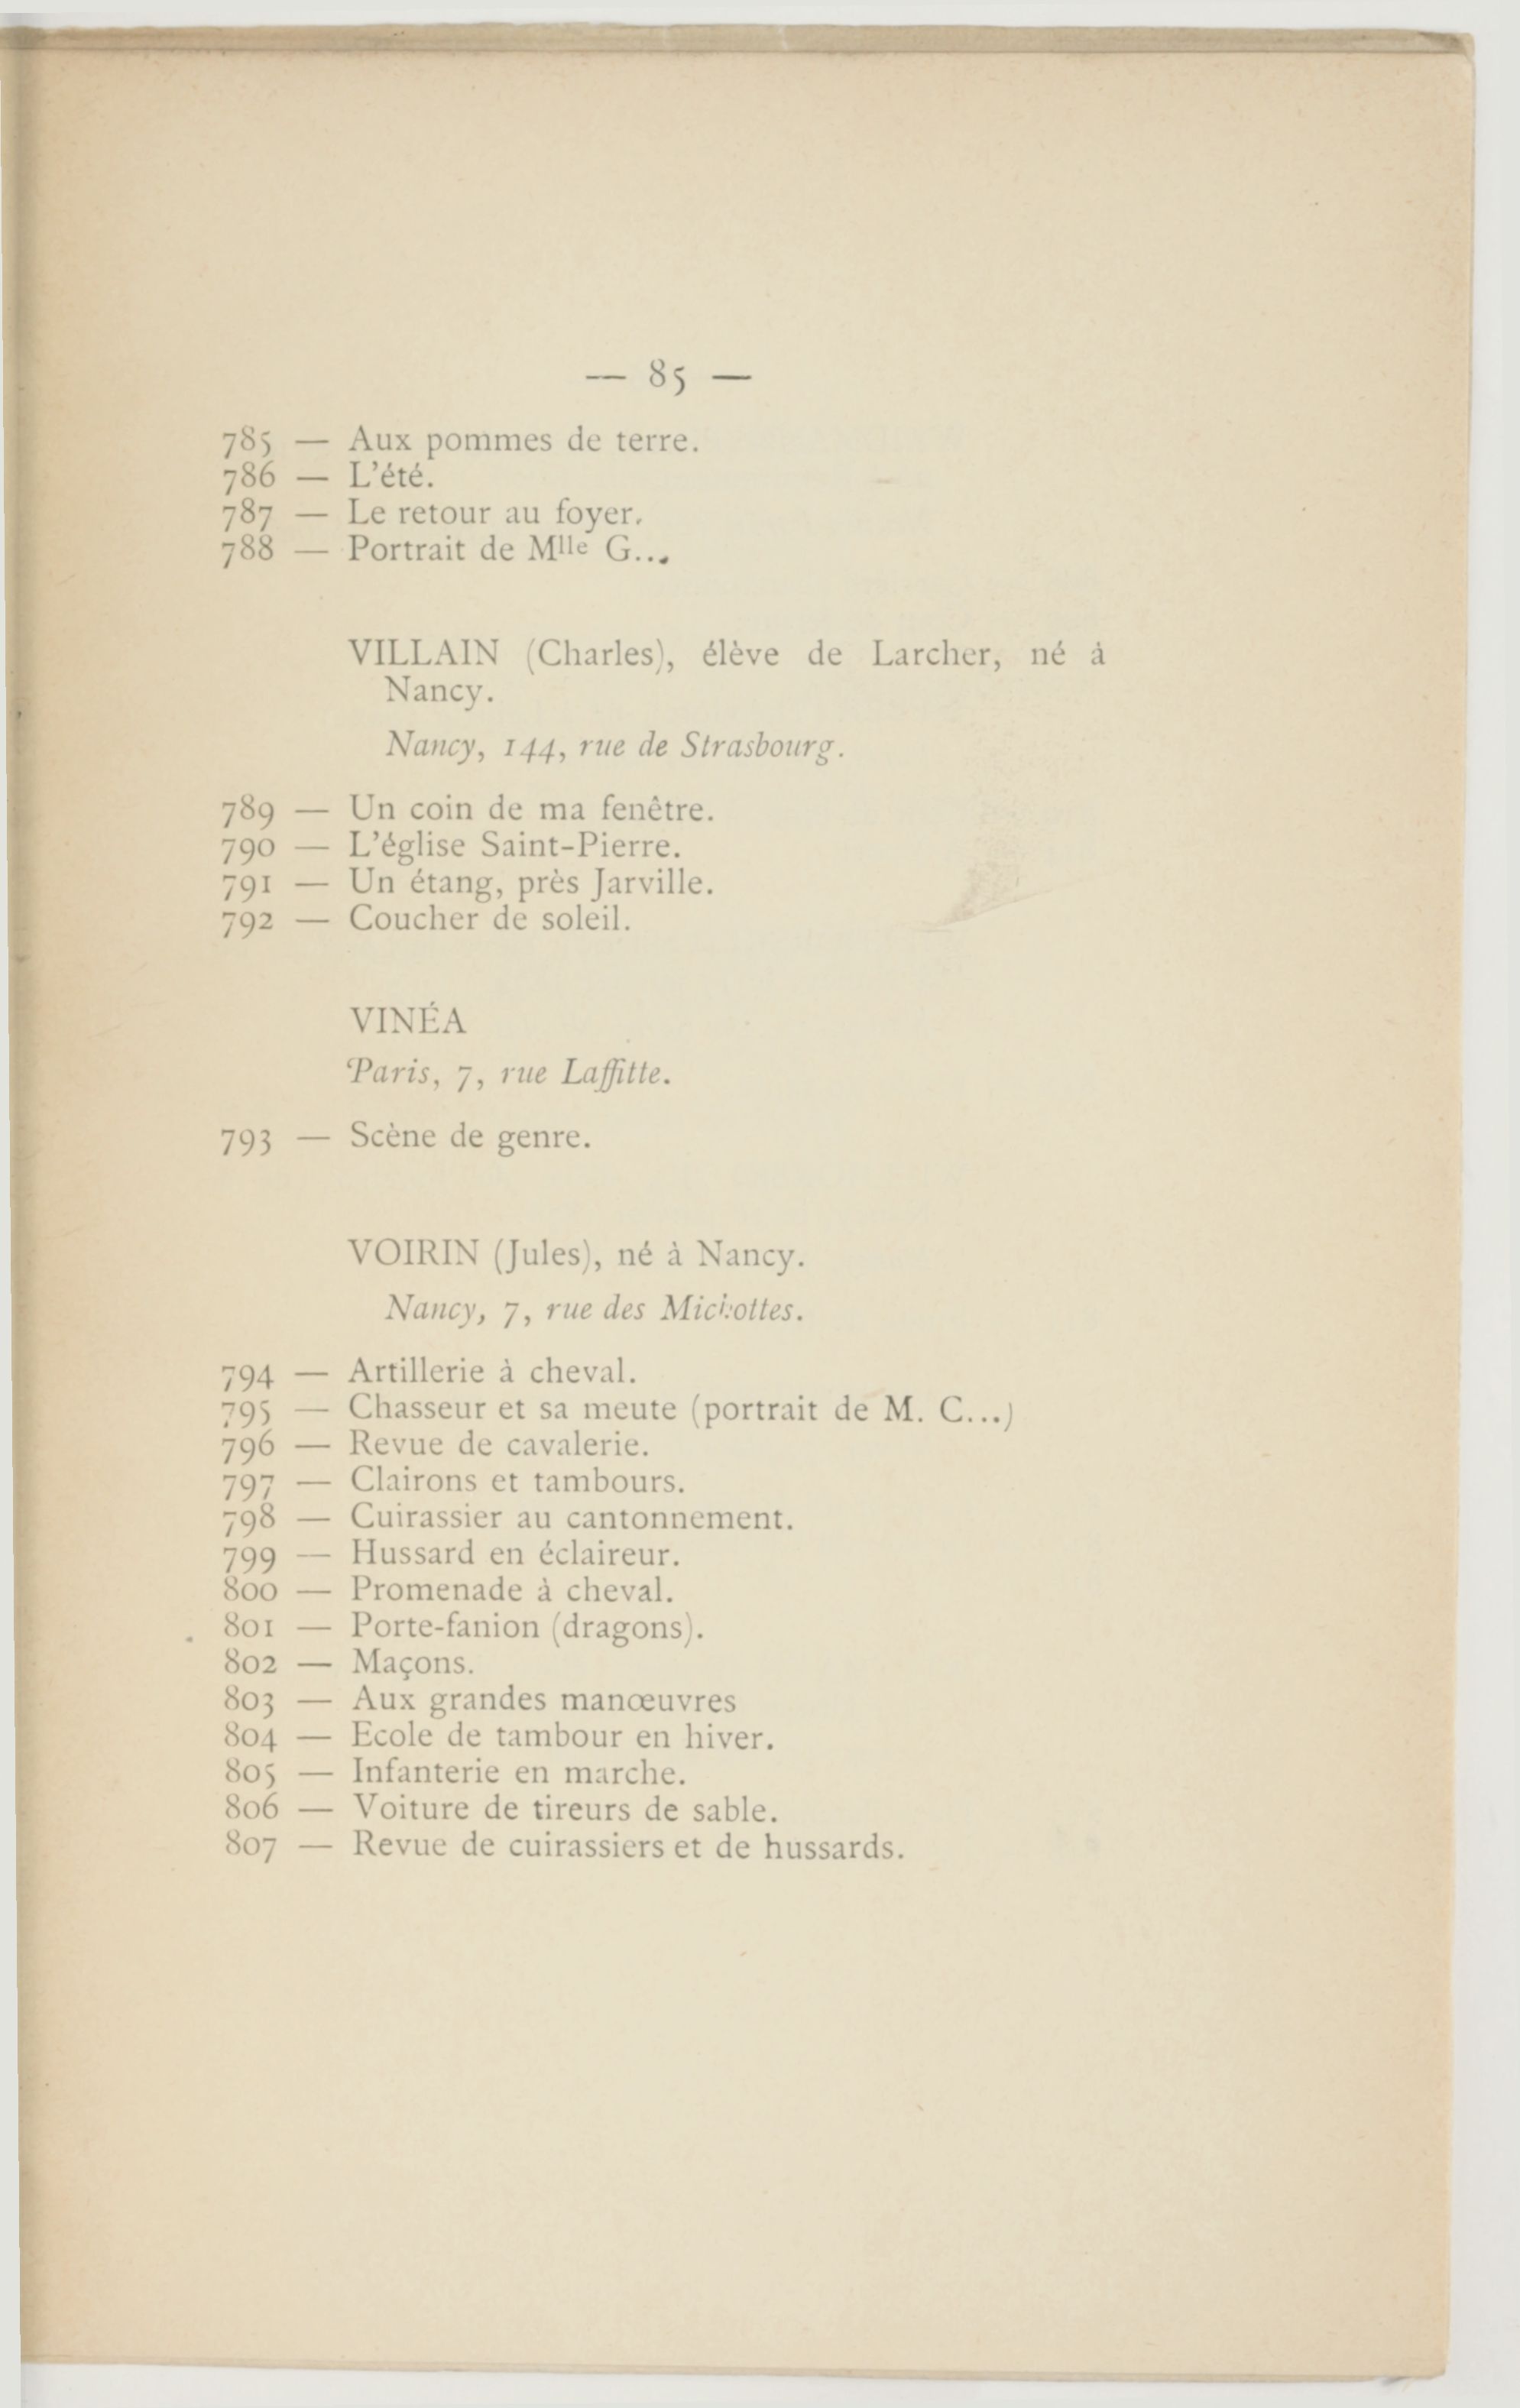 — 85 —
785 — Aux pommes de terre.
786 — L'été.
787 — Le retour au foyer.
788 — Portrait de Mlle G...
VILLAIN (Charles), élève de Larcher, né à
Nancy.
Nancy, 144, rue de Strasbourg.
789 — Un coin de ma fenêtre.
790 — L'église Saint-Pierre.
791 — Un étang, près Jarville.
792 — Coucher de soleil.
VINÉA
Paris, 7, rue Laffitte.
793 — Scène de genre.
VOIRIN (Jules), né à Nancy.
Nancy, 7, rue des Michottes.
794 — Artillerie à cheval.
795 — Chasseur et sa meute (portrait de M. C...)
796 — Revue de cavalerie.
797 — Clairons et tambours.
798 — Cuirassier au cantonnement.
799 — Hussard en éclaireur.
800 — Promenade à cheval.
801 — Porte-fanion (dragons).
802 — Maçons.
803 — Aux grandes manœuvres
804 — Ecole de tambour en hiver.
805 — Infanterie en marche.
806 — Voiture de tireurs de sable.
807 — Revue de cuirassiers et de hussards.